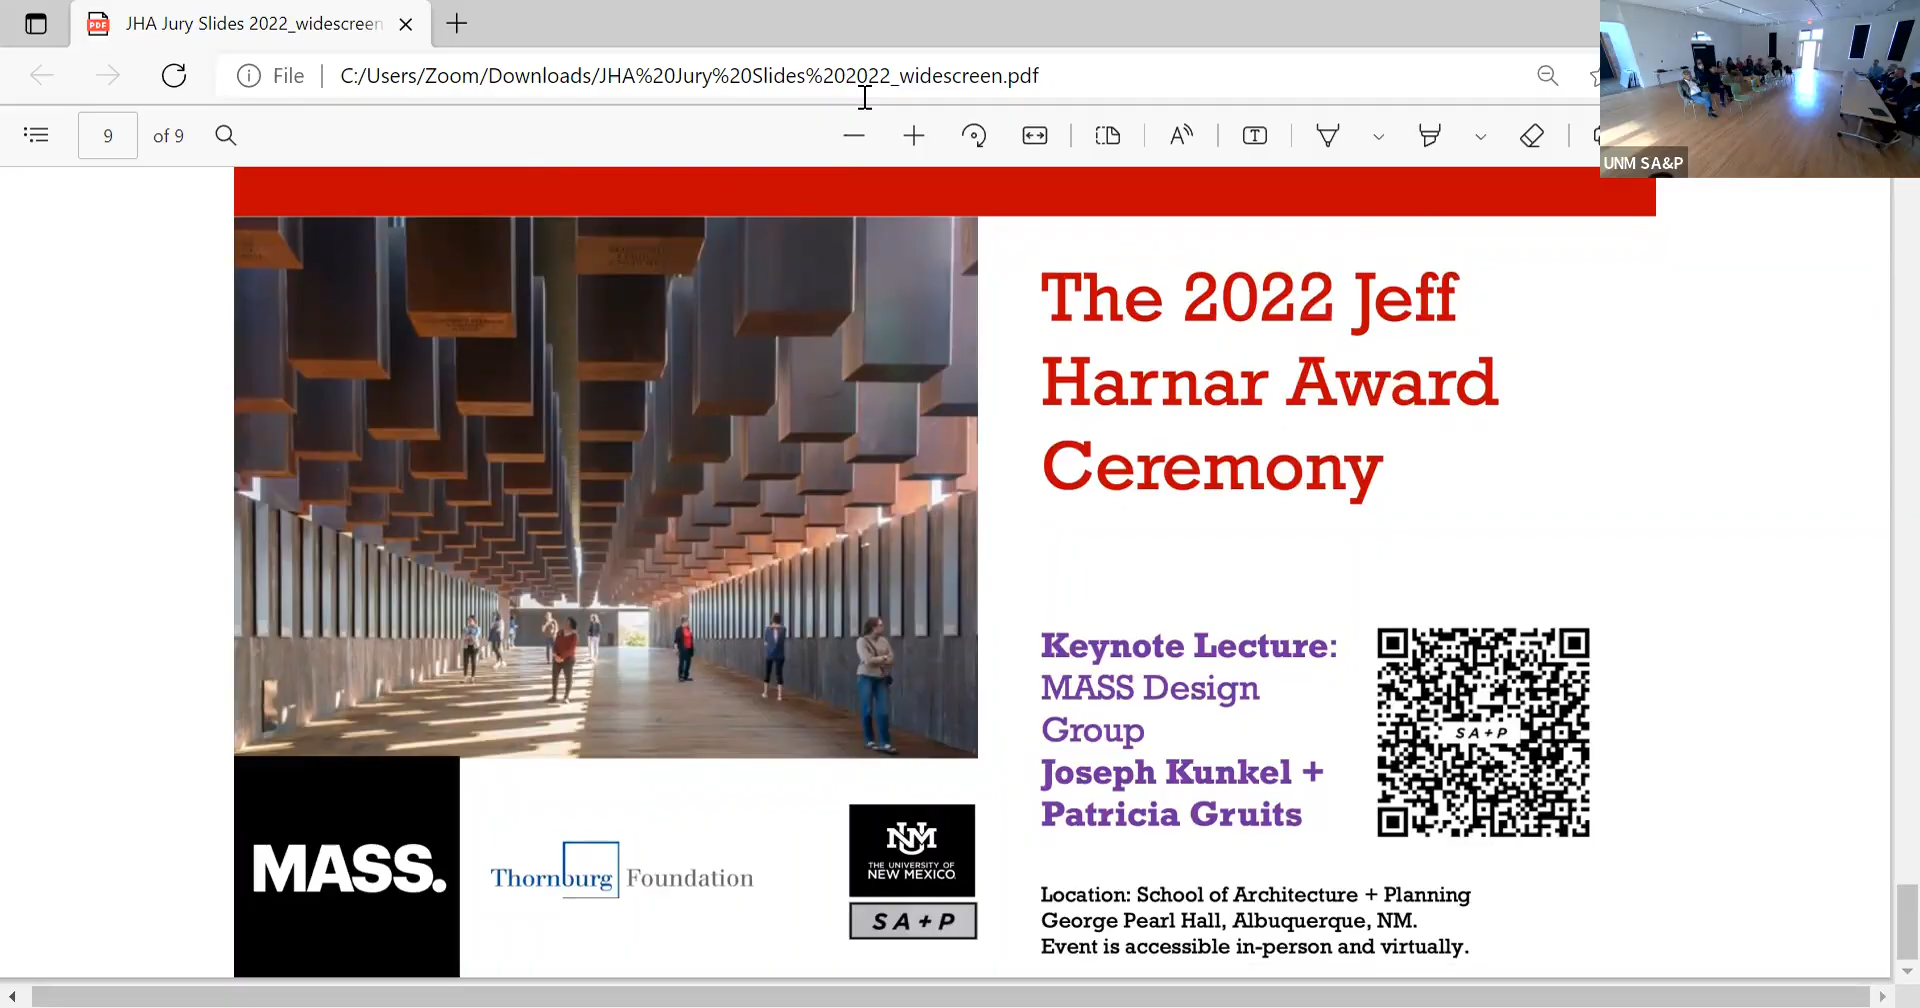 JHA Jury Slides 2022_widescreen
File
C:/Users/Zoom/Downloads/JHA%20Jury%20Slides%202022_widescreen.pdf
9 of 9
UNM SA&P
The 2022 Jeff
Harnar Award
Ceremony
Keynote Lecture:
MASS Design
Group
Joseph Kunkel +
Patricia Gruits
SA+P
MASS.
Thornburg Foundation
UNM
THE UNIVERSITY OF
NEW MEXICO
SA+P
Location: School of Architecture + Planning
George Pearl Hall, Albuquerque, NM.
Event is accessible in-person and virtually.